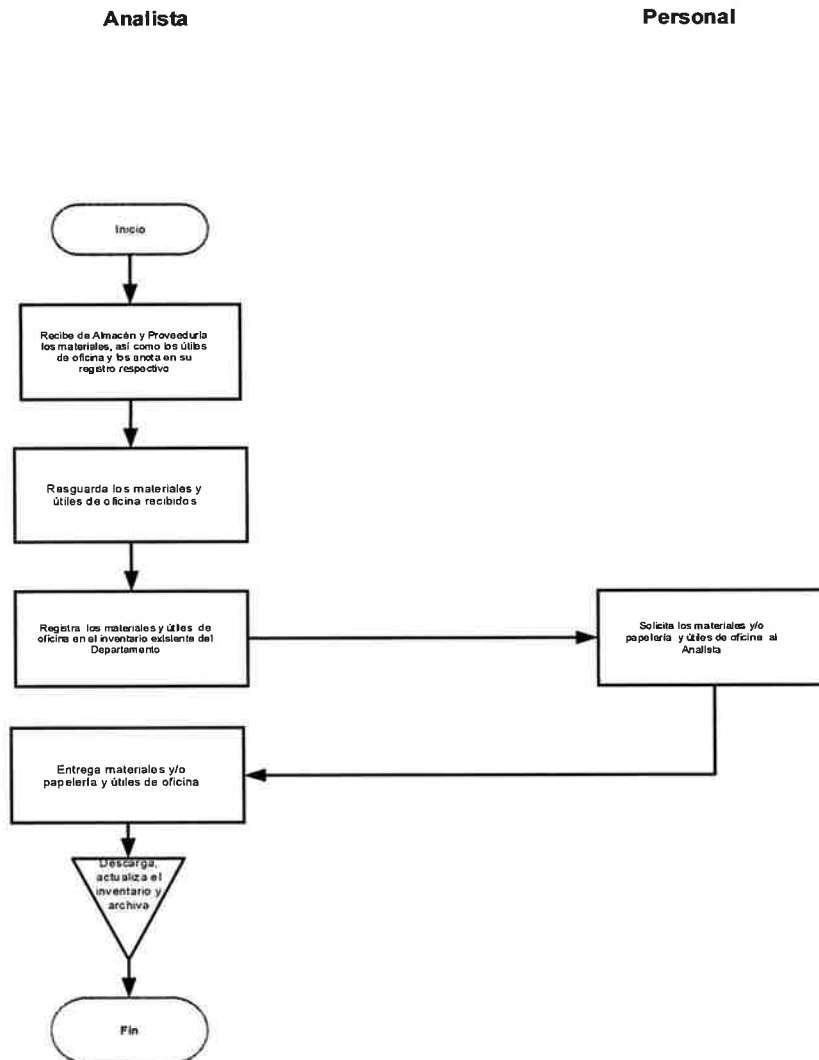 Analista
Personal
Inicio
Recibe de Almacén y Proveeduría
los materiales, así como los útiles
de oficina y los anota en su
registro respectivo
Resguarda los materiales y
útiles de oficina recibidos
Registra los materiales y útiles de
oficina en el inventario existente del
Departamento
Solicita los materiales y/o
papelería y útiles de oficina al
Analista
Entrega materiales y/o
papelería y útiles de oficina
Descarga,
actualiza el
inventario y
archiva
Fin